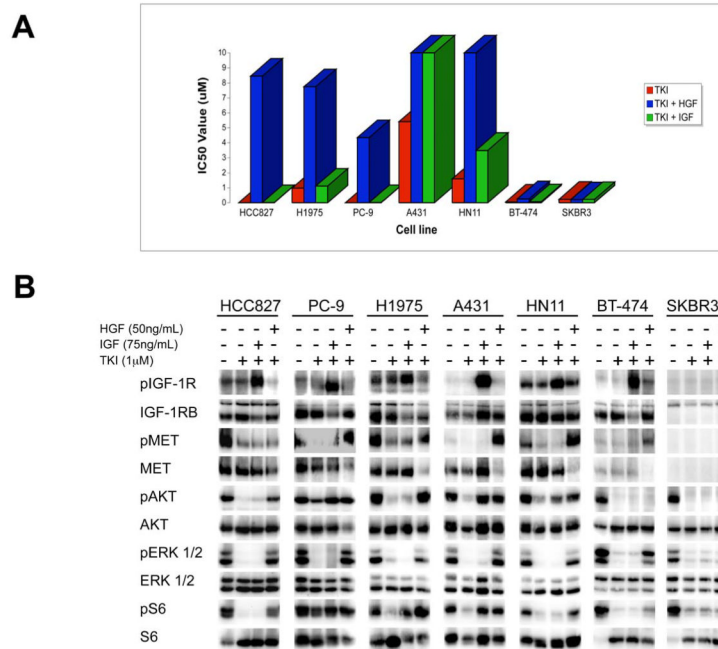 A
IC50 Value (uM)
10
9
8
7
6
5
4
3
2
1
0
HCC827 H1975 PC-9 A431 HN11 BT-474 SKBR3
Cell line
TKI
TKI + HGF
TKI + IGF
B
HCC827 PC-9 H1975 A431 HN11 BT-474 SKBR3
HGF (50ng/mL) - - - + - - - + - - - + - - - + - - - + - - - + - - - +
IGF (75ng/mL) - - + - - - + - - - + - - - + - - - + - - - + - - - + -
TKI (1µM) - + + + - + + + - + + + - + + + - + + + - + + + - + + +
pIGF-1R
IGF-1RB
pMET
MET
pAKT
AKT
pERK 1/2
ERK 1/2
pS6
S6